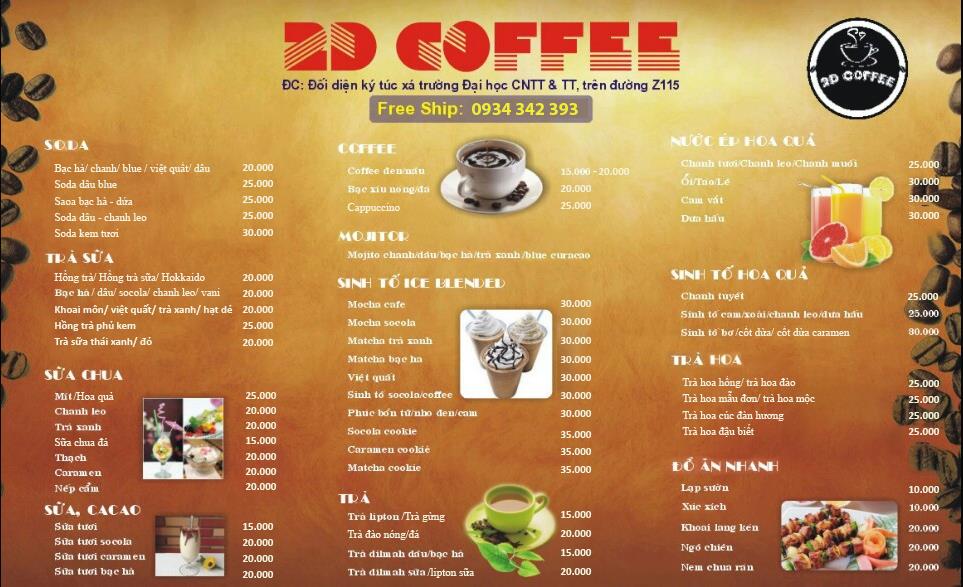 2D COFFEE
ĐC: Đối diện ký túc xá trường Đại học CNTT & TT, trên đường Z115
Free Ship: 0934 342 393
2D COFFEE
SODA
Bạc hà/ chanh/ blue / việt quất/ dâu 20.000
Soda dâu blue 25.000
Saoa bạc hà - dứa 25.000
Soda dâu - chanh leo 25.000
Soda kem tươi 30.000
TRÀ SỮA
Hồng trà/ Hồng trà sữa/ Hokkaido 20.000
Bạc hà / dâu/ socola/ chanh leo/ vani 20.000
Khoai môn/ việt quất/ trà xanh/ hạt dẻ 20.000
Hồng trà phủ kem 25.000
Trà sữa thái xanh/ đỏ 20.000
SỮA CHUA
Mít/Hoa quả 25.000
Chanh leo 20.000
Trà xanh 20.000
Sữa chua đá 15.000
Thạch 20.000
Caramen 20.000
Nếp cẩm 20.000
SỮA, CACAO
Sữa tươi 15.000
Sữa tươi socola 20.000
Sữa tươi caramen 20.000
Sữa tươi bạc hà 20.000
COFFEE
Coffee đen/nâu 15.000 - 20.000
Bạc xỉu nóng/đá 20.000
Cappuccino 25.000
MOJITOR
Mojito chanh/dâu/bạc hà/trà xanh/blue curacao
SINH TỐ ICE BLENDED
Mocha cafe 30.000
Mocha socola 30.000
Matcha trà xanh 30.000
Matcha bạc hà 30.000
Việt quất 30.000
Sinh tố socola/coffee 30.000
Phúc bồn tử/nho đen/cam 30.000
Socola cookie 35.000
Caramen cookié 35.000
Matcha cookie 35.000
TRÀ
Trà lipton /Trà gừng 15.000
Trà đào nóng/đá 20.000
Trà dilmah dâu/bạc hà 15.000
Trà dilmah sữa /lipton sữa 20.000
NƯỚC ÉP HOA QUẢ
Chanh tươi/Chanh leo/Chanh muối 25.000
Ổi/Táo/Lê 30.000
Cam vắt 30.000
Dưa hấu 30.000
SINH TỐ HOA QUẢ
Chanh tuyết 25.000
Sinh tố cam/xoài/chanh leo/dưa hấu 25.000
Sinh tố bơ /cốt dừa/ cốt dừa caramen 30.000
TRÀ HOA
Trà hoa hồng/ trà hoa đào 25.000
Trà hoa mẫu đơn/ trà hoa mộc 25.000
Trà hoa cúc đàn hương 25.000
Trà hoa đậu biết 25.000
ĐỒ ĂN NHANH
Lạp sườn 10.000
Xúc xích 10.000
Khoai lang kén 20.000
Ngô chiên 20.000
Nem chua rán 20.000